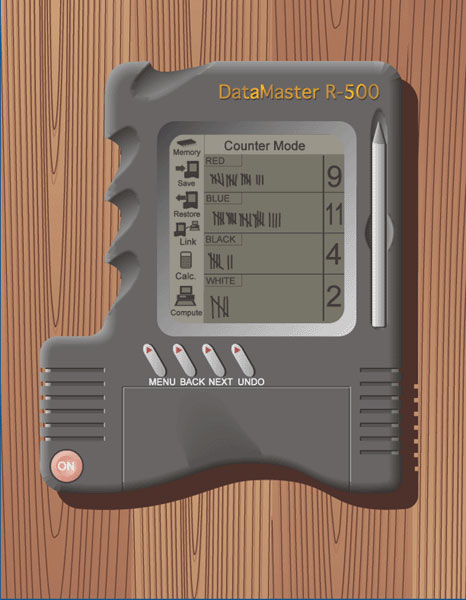 DataMaster R-500
Counter Mode
Memory
Save
Restore
Link
Calc.
Compute
RED
9
BLUE
11
BLACK
4
WHITE
2
MENU BACK NEXT UNDO
ON